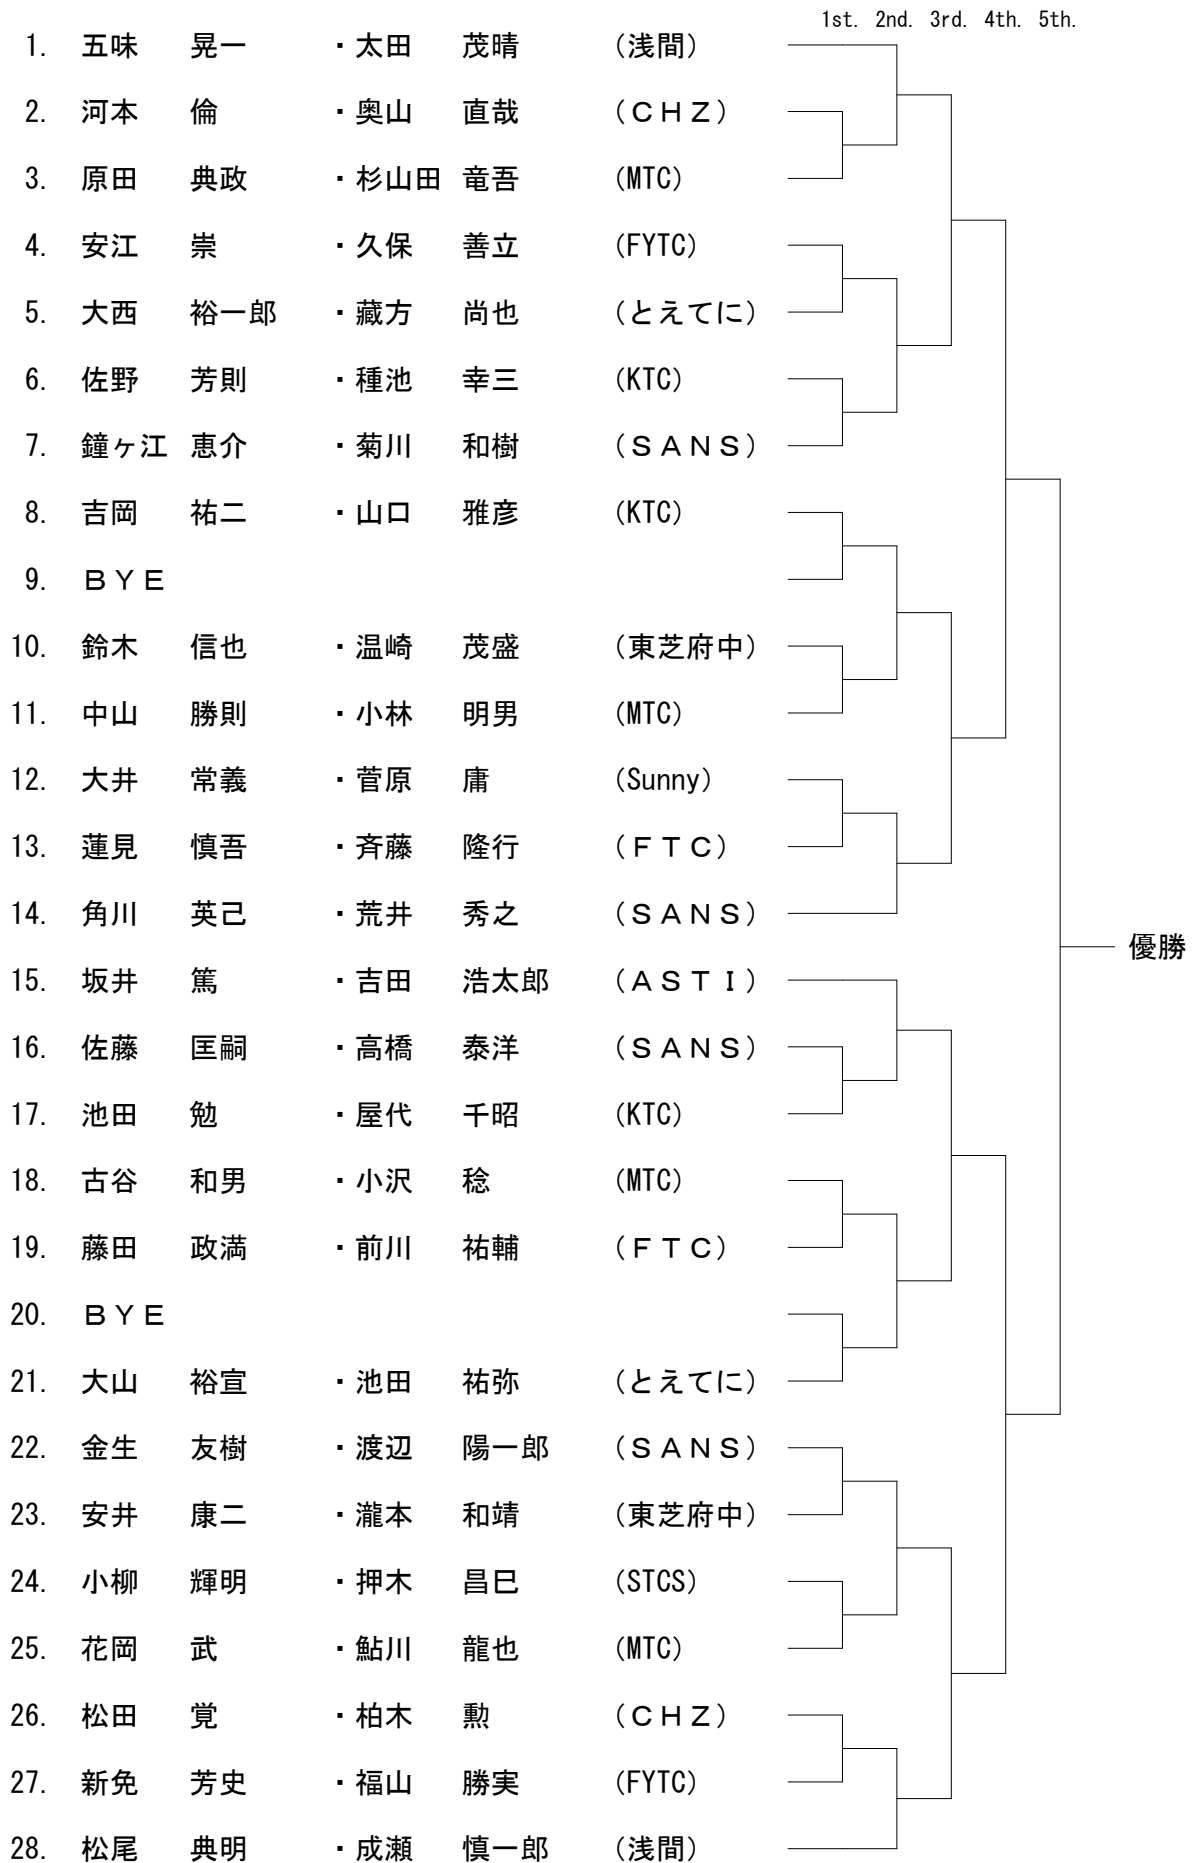 1st. 2nd. 3rd. 4th. 5th.
1. 五味 晃一 ・太田 茂晴 (浅間)
2. 河本 倫 ・奥山 直哉 (ＣＨＺ)
3. 原田 典政 ・杉山田 竜吾 (MTC)
4. 安江 崇 ・久保 善立 (FYTC)
5. 大西 裕一郎 ・藏方 尚也 (とえてに)
6. 佐野 芳則 ・種池 幸三 (KTC)
7. 鐘ヶ江 恵介 ・菊川 和樹 (ＳＡＮＳ)
8. 吉岡 祐二 ・山口 雅彦 (KTC)
9. ＢＹＥ
10. 鈴木 信也 ・温崎 茂盛 (東芝府中)
11. 中山 勝則 ・小林 明男 (MTC)
12. 大井 常義 ・菅原 庸 (Sunny)
13. 蓮見 慎吾 ・斉藤 隆行 (ＦＴＣ)
14. 角川 英己 ・荒井 秀之 (ＳＡＮＳ)
優勝
15. 坂井 篤 ・吉田 浩太郎 (ＡＳＴＩ)
16. 佐藤 匡嗣 ・高橋 泰洋 (ＳＡＮＳ)
17. 池田 勉 ・屋代 千昭 (KTC)
18. 古谷 和男 ・小沢 稔 (MTC)
19. 藤田 政満 ・前川 祐輔 (ＦＴＣ)
20. ＢＹＥ
21. 大山 裕宣 ・池田 祐弥 (とえてに)
22. 金生 友樹 ・渡辺 陽一郎 (ＳＡＮＳ)
23. 安井 康二 ・瀧本 和靖 (東芝府中)
24. 小柳 輝明 ・押木 昌巳 (STCS)
25. 花岡 武 ・鮎川 龍也 (MTC)
26. 松田 覚 ・柏木 勲 (ＣＨＺ)
27. 新免 芳史 ・福山 勝実 (FYTC)
28. 松尾 典明 ・成瀬 慎一郎 (浅間)